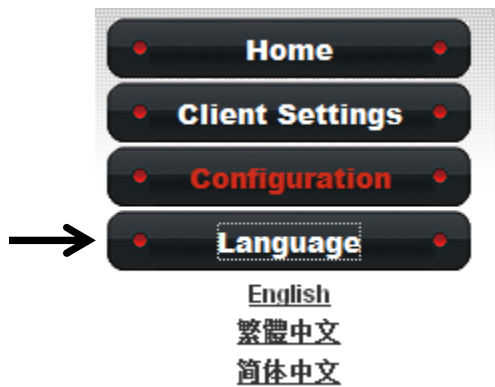 Home
Client Settings
Configuration
Language
English
繁體中文
简体中文